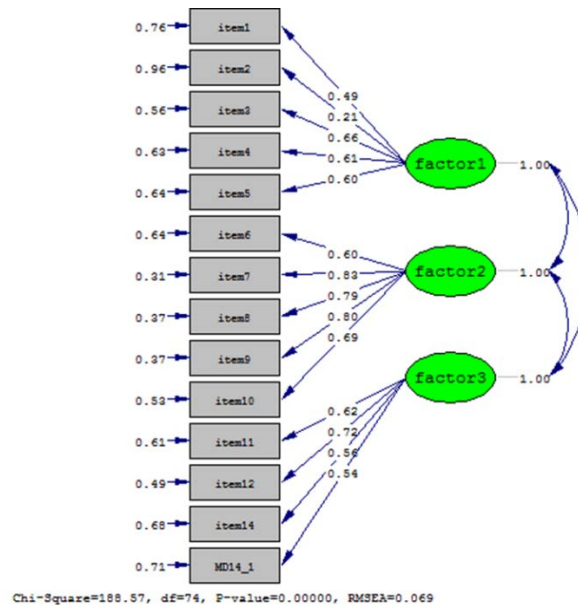 0.76 item1
0.96 item2
0.56 item3
0.63 item4
0.64 item5
0.64 item6
0.31 item7
0.37 item8
0.37 item9
0.53 item10
0.61 item11
0.49 item12
0.68 item14
0.71 MD14_1
0.49
0.21
0.66
0.61
0.60
factor1 1.00
0.60
0.83
0.79
0.80
0.69
factor2 1.00
0.62
0.72
0.56
0.54
factor3 1.00
Chi-Square=188.57, df=74, P-value=0.00000, RMSEA=0.069